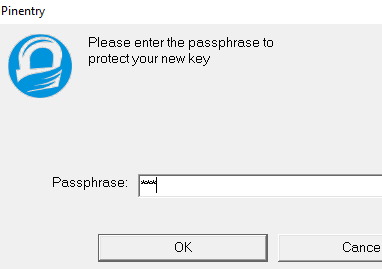 Pinentry
Please enter the passphrase to
protect your new key
Passphrase: ****
OK
Cance